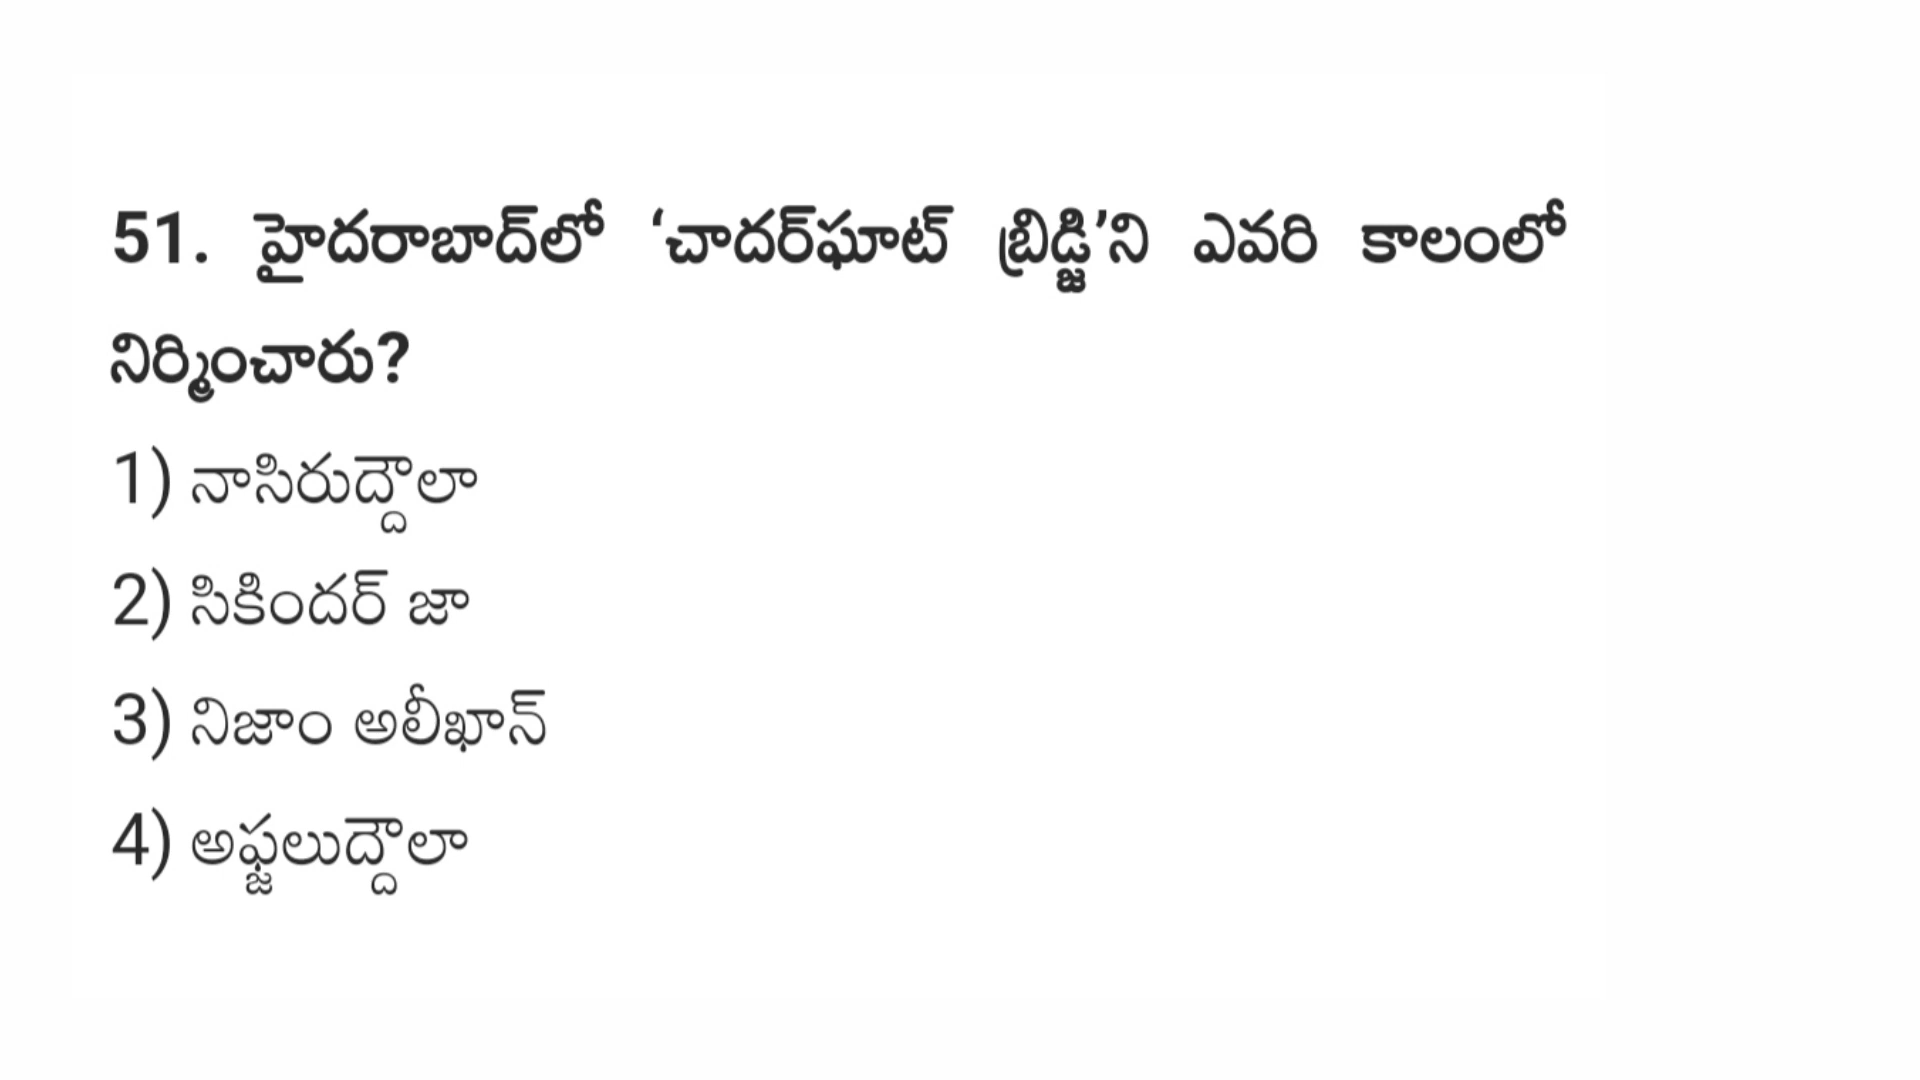 51. హైదరాబాద్‌లో ‘చాదర్‌ఘాట్ బ్రిడ్జి’ని ఎవరి కాలంలో
నిర్మించారు?
1) నాసిరుద్దౌలా
2) సికిందర్ జా
3) నిజాం అలీఖాన్
4) అఫ్జలుద్దౌలా